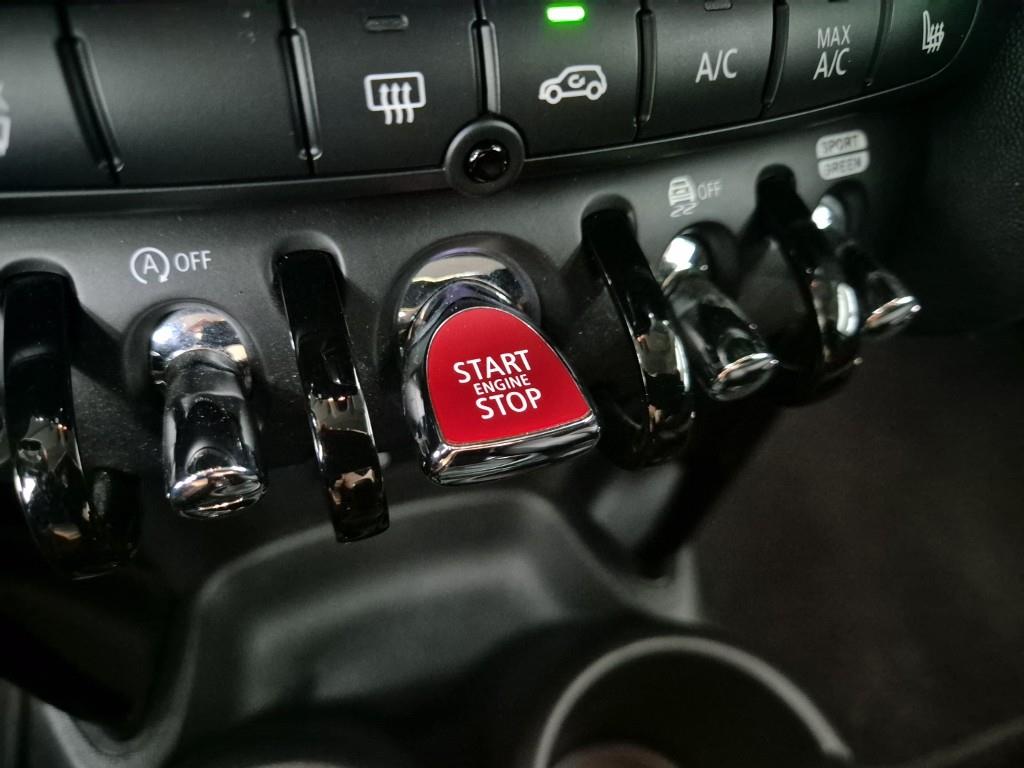 A/C
MAX
A/C
SPORT
GREEN
OFF
A OFF
START
ENGINE
STOP